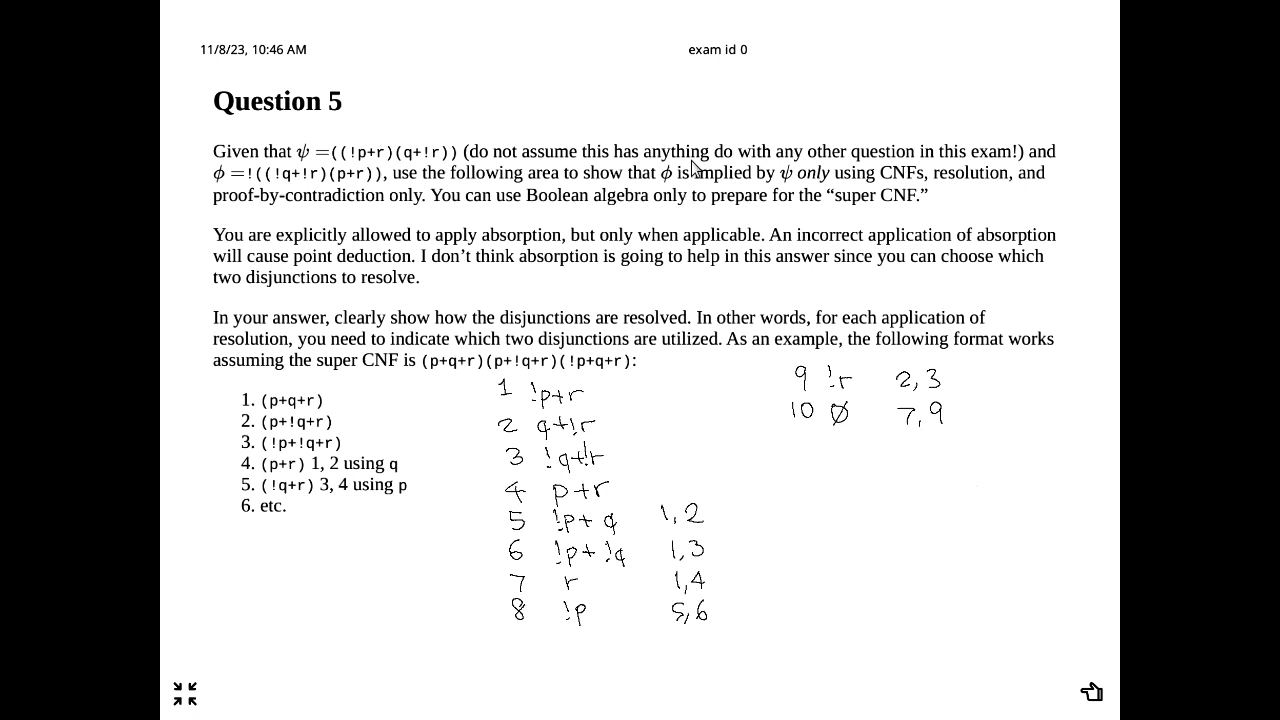 11/8/23, 10:46 AM
exam id 0
Question 5
Given that ψ =((!p+r)(q+!r)) (do not assume this has anything do with any other question in this exam!) and
ϕ =!((!q+!r)(p+r)), use the following area to show that ϕ is implied by ψ only using CNFs, resolution, and
proof-by-contradiction only. You can use Boolean algebra only to prepare for the “super CNF.”
You are explicitly allowed to apply absorption, but only when applicable. An incorrect application of absorption
will cause point deduction. I don’t think absorption is going to help in this answer since you can choose which
two disjunctions to resolve.
In your answer, clearly show how the disjunctions are resolved. In other words, for each application of
resolution, you need to indicate which two disjunctions are utilized. As an example, the following format works
assuming the super CNF is (p+q+r)(p+!q+r)(!p+q+r):
1. (p+q+r)
2. (p+!q+r)
3. (!p+!q+r)
4. (p+r) 1, 2 using q
5. (!q+r) 3, 4 using p
6. etc.
1 !p+r
2 q+!r
3 !q+!r
4 p+r
5 !p+q 1,2
6 !p+!q 1,3
7 r 1,4
8 !p 5,6
9 !r 2,3
10 Ø 7,9